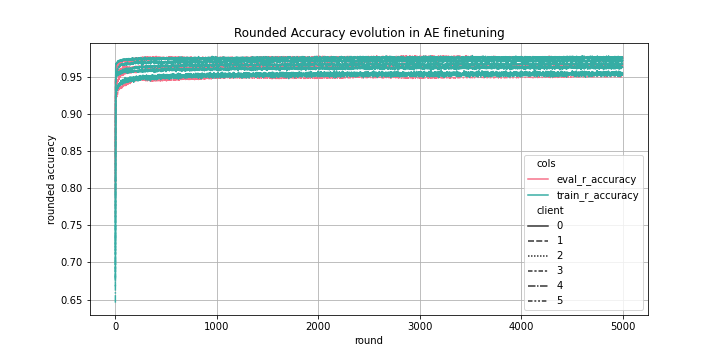 Rounded Accuracy evolution in AE finetuning
rounded accuracy
0.95
0.90
0.85
0.80
0.75
0.70
0.65
cols
eval_r_accuracy
train_r_accuracy
client
0
1
2
3
4
5
0
1000
2000
3000
4000
5000
round